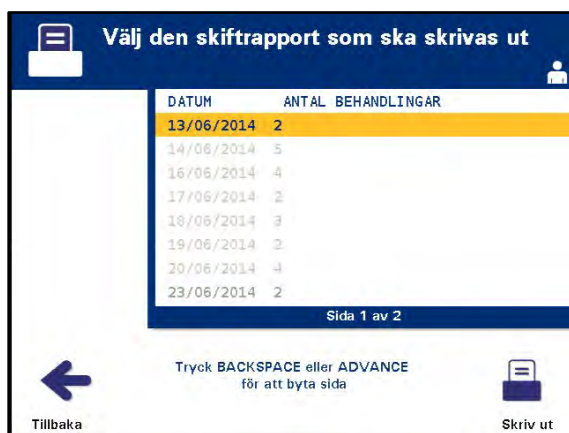 Välj den skiftrapport som ska skrivas ut
DATUM ANTAL BEHANDLINGAR
13/06/2014 2
14/06/2014 5
16/06/2014 4
17/06/2014 2
18/06/2014 3
19/06/2014 2
20/06/2014 4
23/06/2014 2
Sida 1 av 2
Tryck BACKSPACE eller ADVANCE
för att byta sida
Tillbaka
Skriv ut